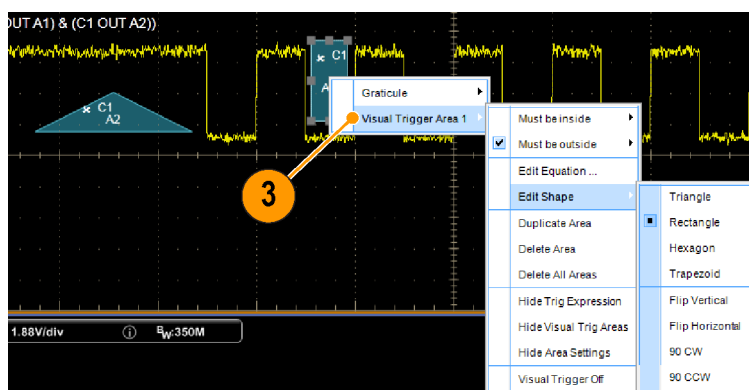 OUT A1) & (C1 OUT A2))
C1
A
C1
A2
Graticule
Visual Trigger Area 1
3
Must be inside
Must be outside
Edit Equation ...
Edit Shape
Duplicate Area
Delete Area
Delete All Areas
Hide Trig Expression
Hide Visual Trig Areas
Hide Area Settings
Visual Trigger Off
Triangle
Rectangle
Hexagon
Trapezoid
Flip Vertical
Flip Horizontal
90 CW
90 CCW
1.88V/div BW:350M